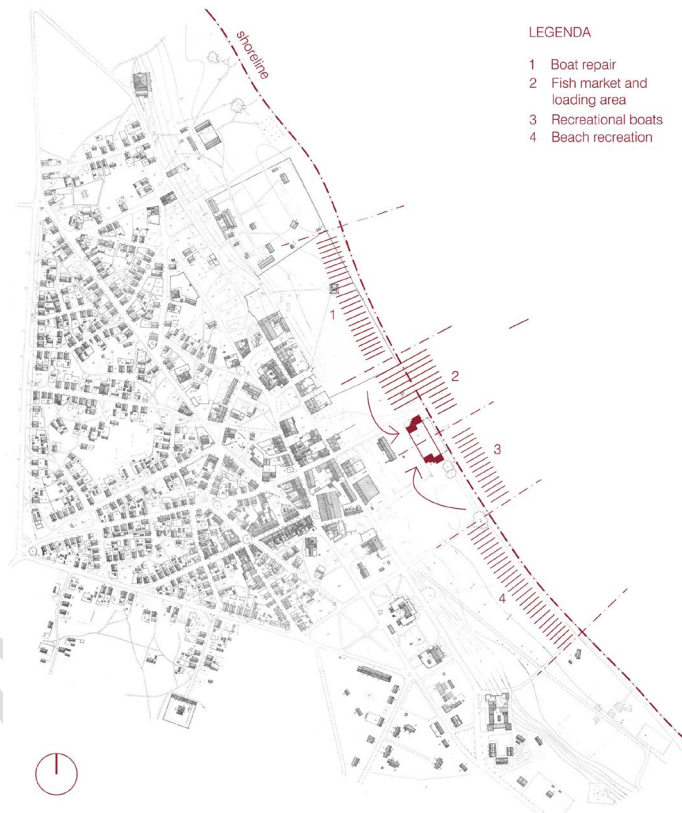 shoreline
LEGENDA
1 Boat repair
2 Fish market and
loading area
3 Recreational boats
4 Beach recreation
1
2
3
4